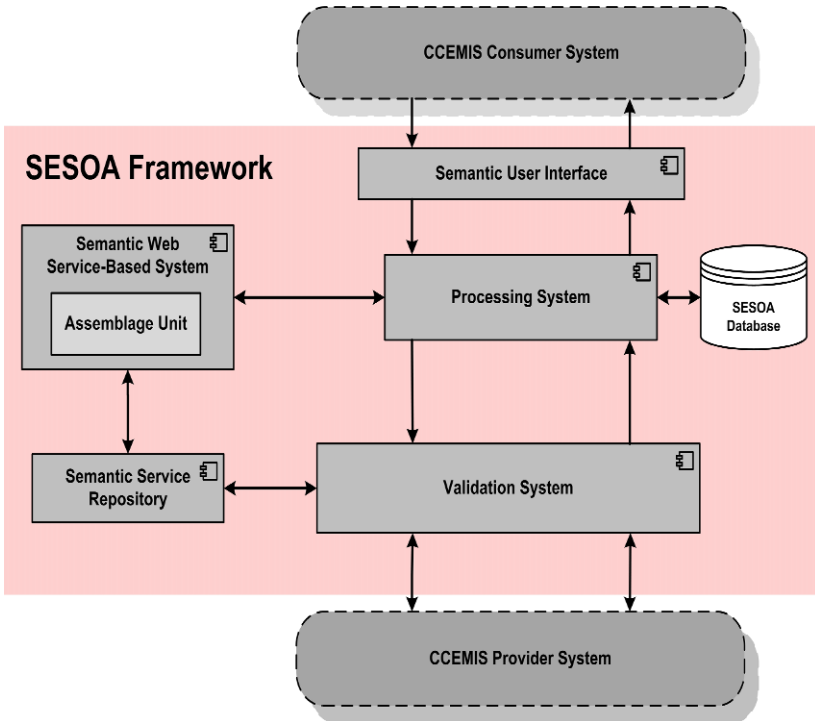 CCEMIS Consumer System
SESOA Framework
Semantic User Interface
Semantic Web
Service-Based System
Assemblage Unit
Processing System
SESOA
Database
Semantic Service
Repository
Validation System
CCEMIS Provider System